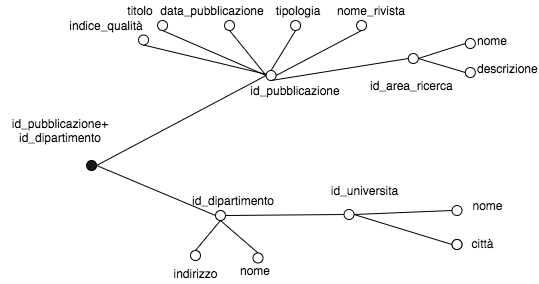 titolo data_pubblicazione tipologia nome_rivista
indice_qualità
nome
id_pubblicazione
id_area_ricerca
descrizione
id_pubblicazione+
id_dipartimento
id_dipartimento
id_universita
nome
città
indirizzo
nome